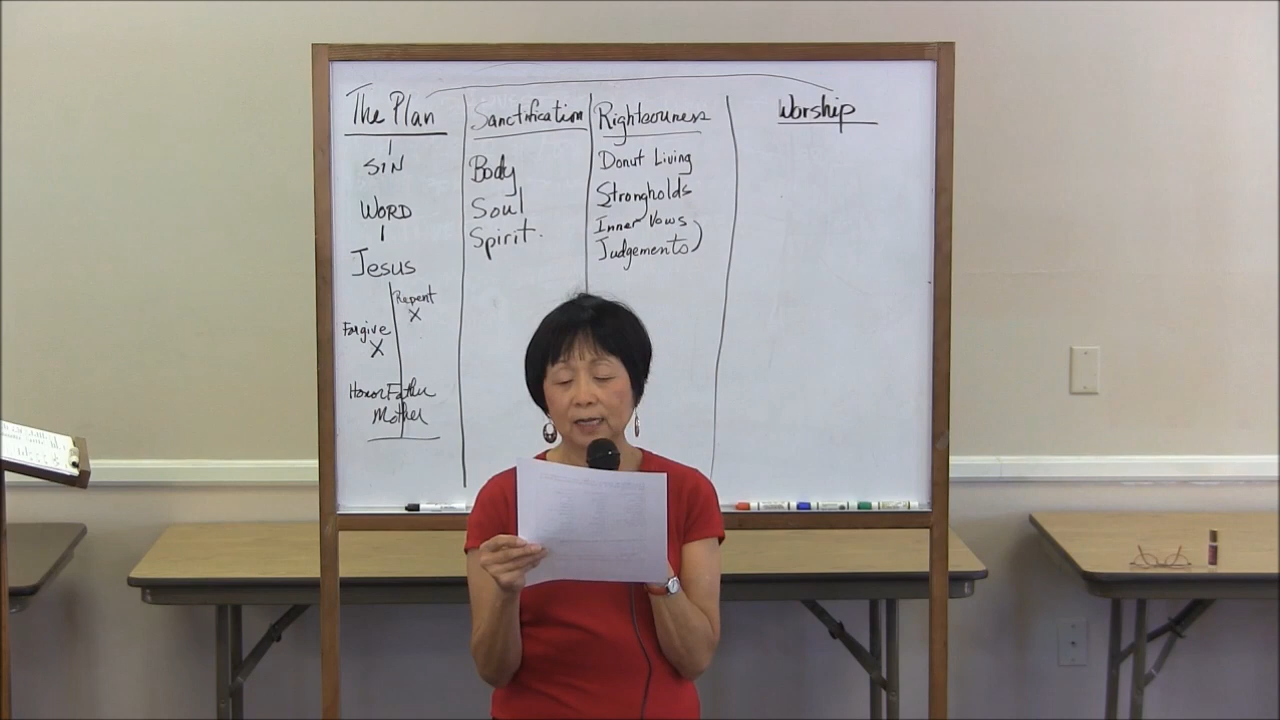 The Plan
SIN
WORD
Jesus
Repent
X
Forgive
X
Honor Father
Mother
Sanctification
Body
Soul
Spirit.
Righteouness
Donut Living
Strongholds
Inner Vows
Judgements)
Worship